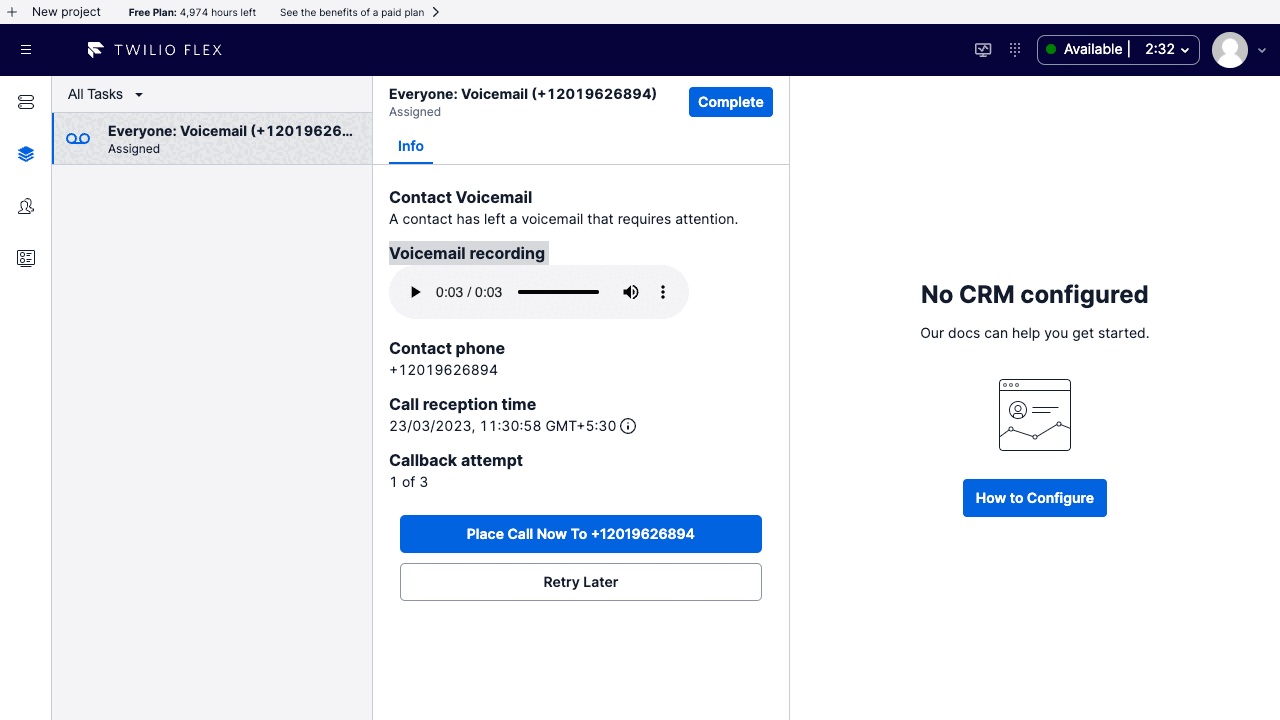 New project
Free Plan: 4,974 hours left
See the benefits of a paid plan
TWILIO FLEX
Available | 2:32
All Tasks
Everyone: Voicemail (+12019626...
Assigned
Everyone: Voicemail (+12019626894)
Assigned
Complete
Info
Contact Voicemail
A contact has left a voicemail that requires attention.
Voicemail recording
0:03 / 0:03
Contact phone
+12019626894
Call reception time
23/03/2023, 11:30:58 GMT+5:30
Callback attempt
1 of 3
Place Call Now To +12019626894
Retry Later
No CRM configured
Our docs can help you get started.
How to Configure